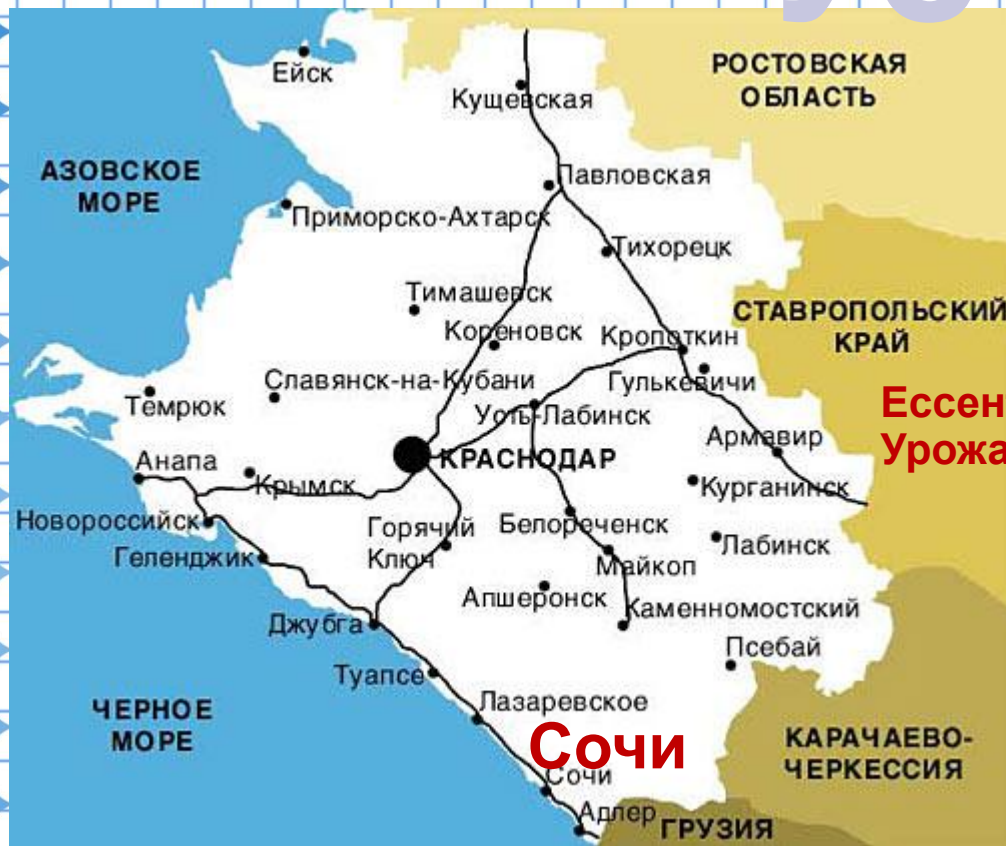 Ейск
РОСТОВСКАЯ
ОБЛАСТЬ
Кущевская
АЗОВСКОЕ
МОРЕ
Павловская
Приморско-Ахтарск
Тихорецк
Тимашевск
СТАВРОПОЛЬСКИЙ
КРАЙ
Кореновск
Кропоткин
Славянск-на-Кубани
Гулькевичи
Темрюк
Усть-Лабинск
Армавир
Анапа
КРАСНОДАР
Крымск
Курганинск
Новороссийск
Горячий
Ключ
Белореченск
Геленджик
Лабинск
Майкоп
Апшеронск
Каменномостский
Джубга
Псебай
Туапсе
Лазаревское
ЧЕРНОЕ
МОРЕ
Сочи
КАРАЧАЕВО-
ЧЕРКЕССИЯ
Сочи
Адлер
ГРУЗИЯ